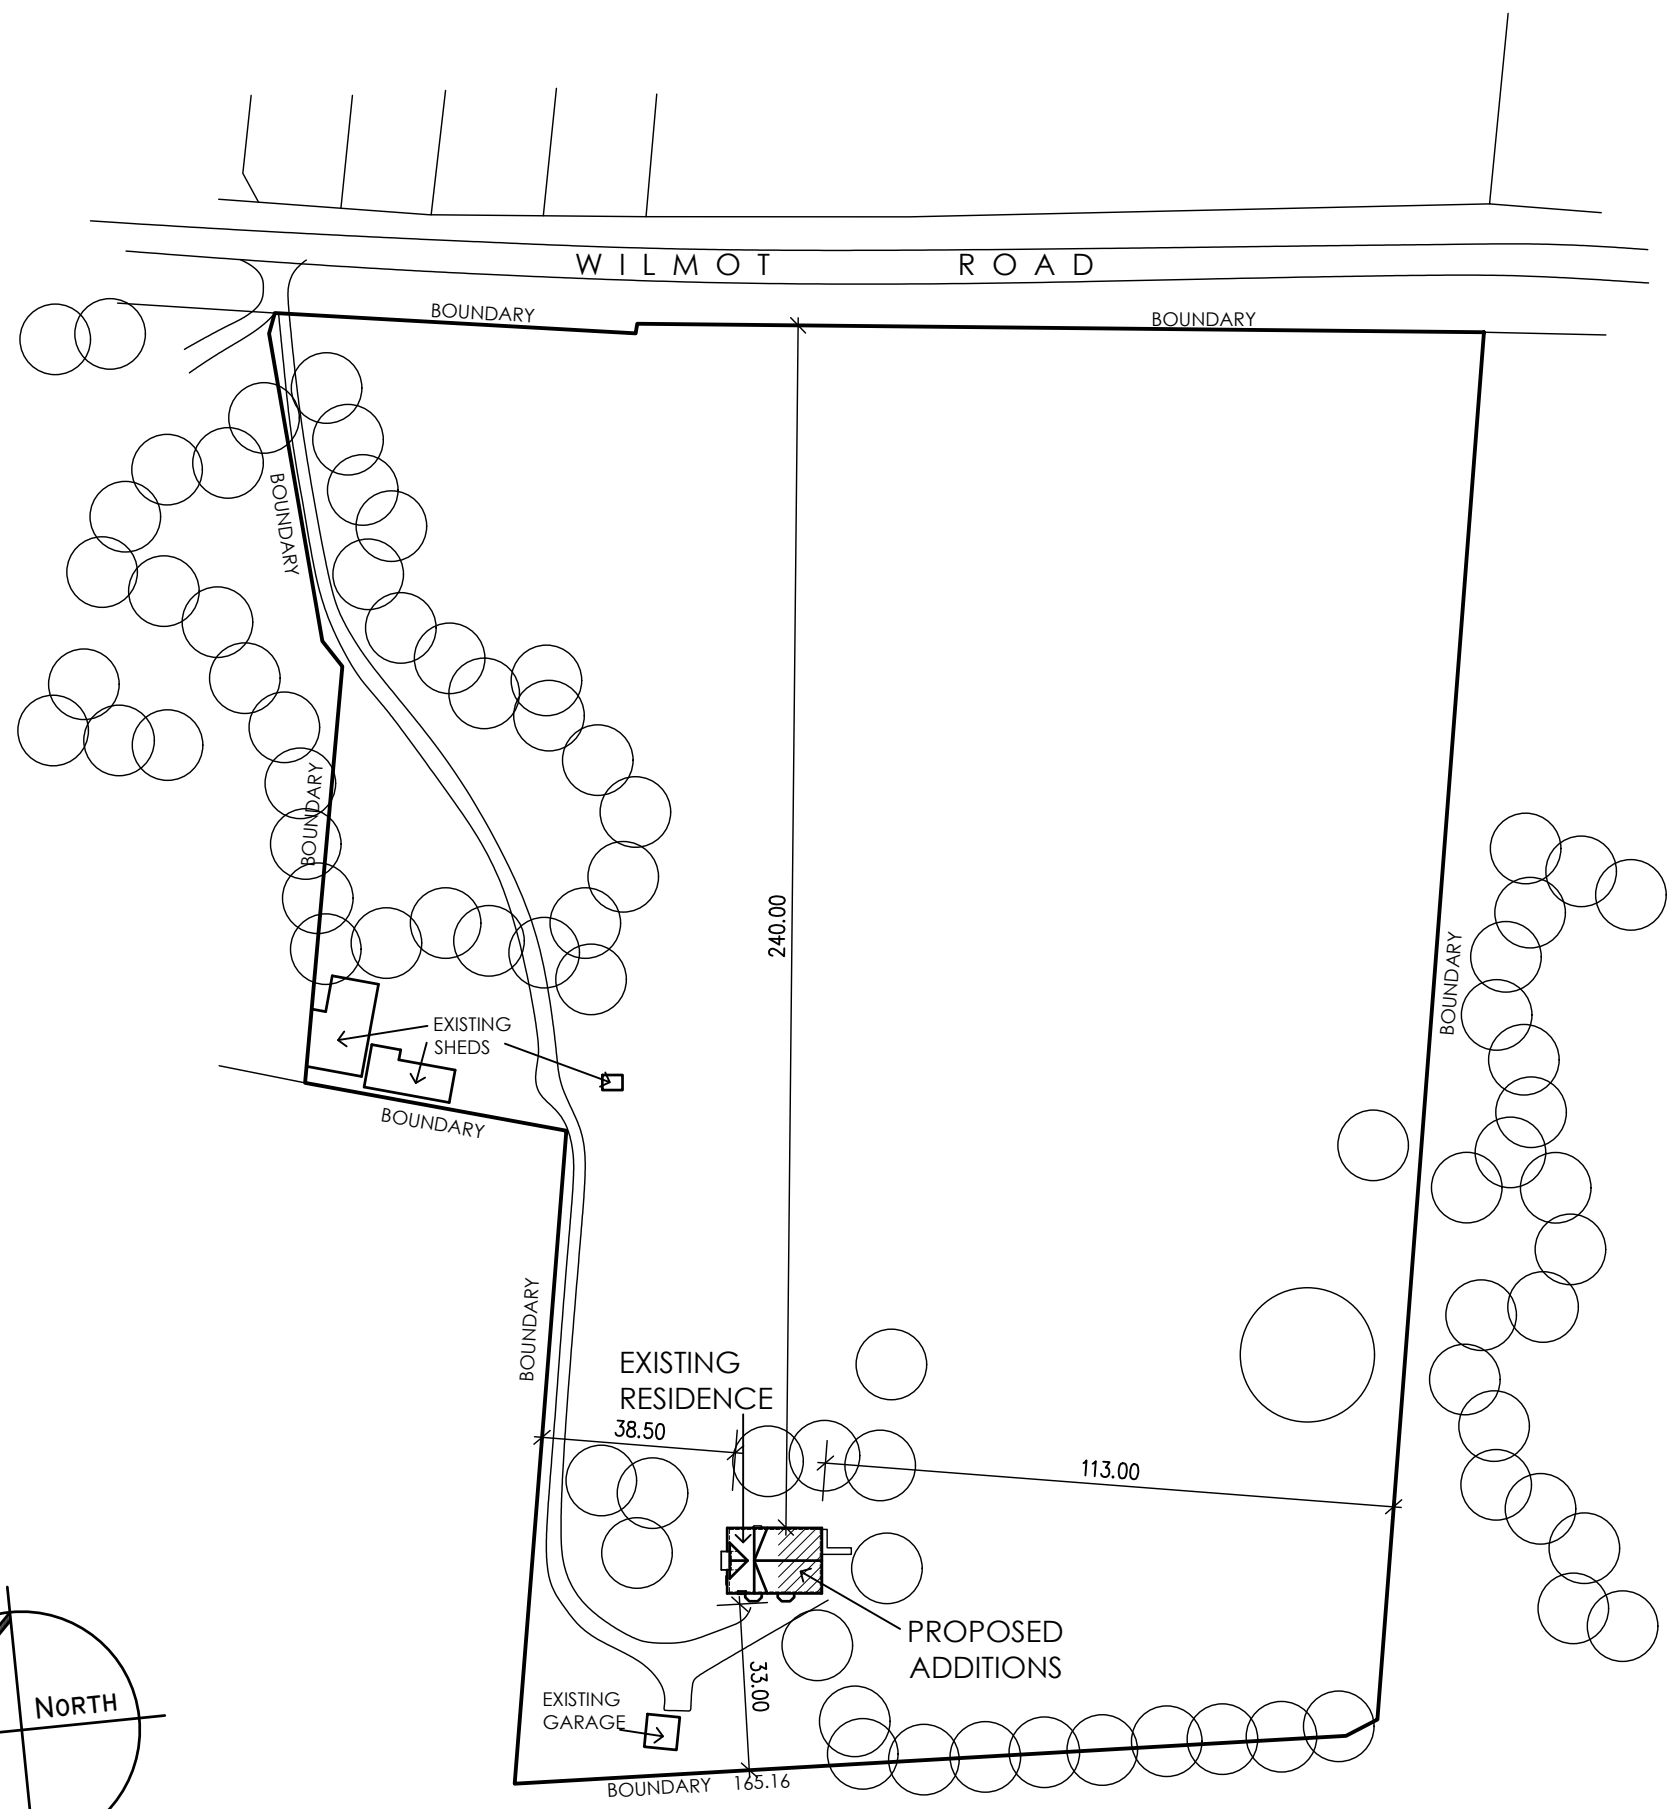 WILMOT ROAD
BOUNDARY
BOUNDARY
BOUNDARY
BOUNDARY
240.00
BOUNDARY
EXISTING
SHEDS
BOUNDARY
BOUNDARY
EXISTING
RESIDENCE
38.50
113.00
PROPOSED
ADDITIONS
33.00
EXISTING
GARAGE
NORTH
BOUNDARY 165.16